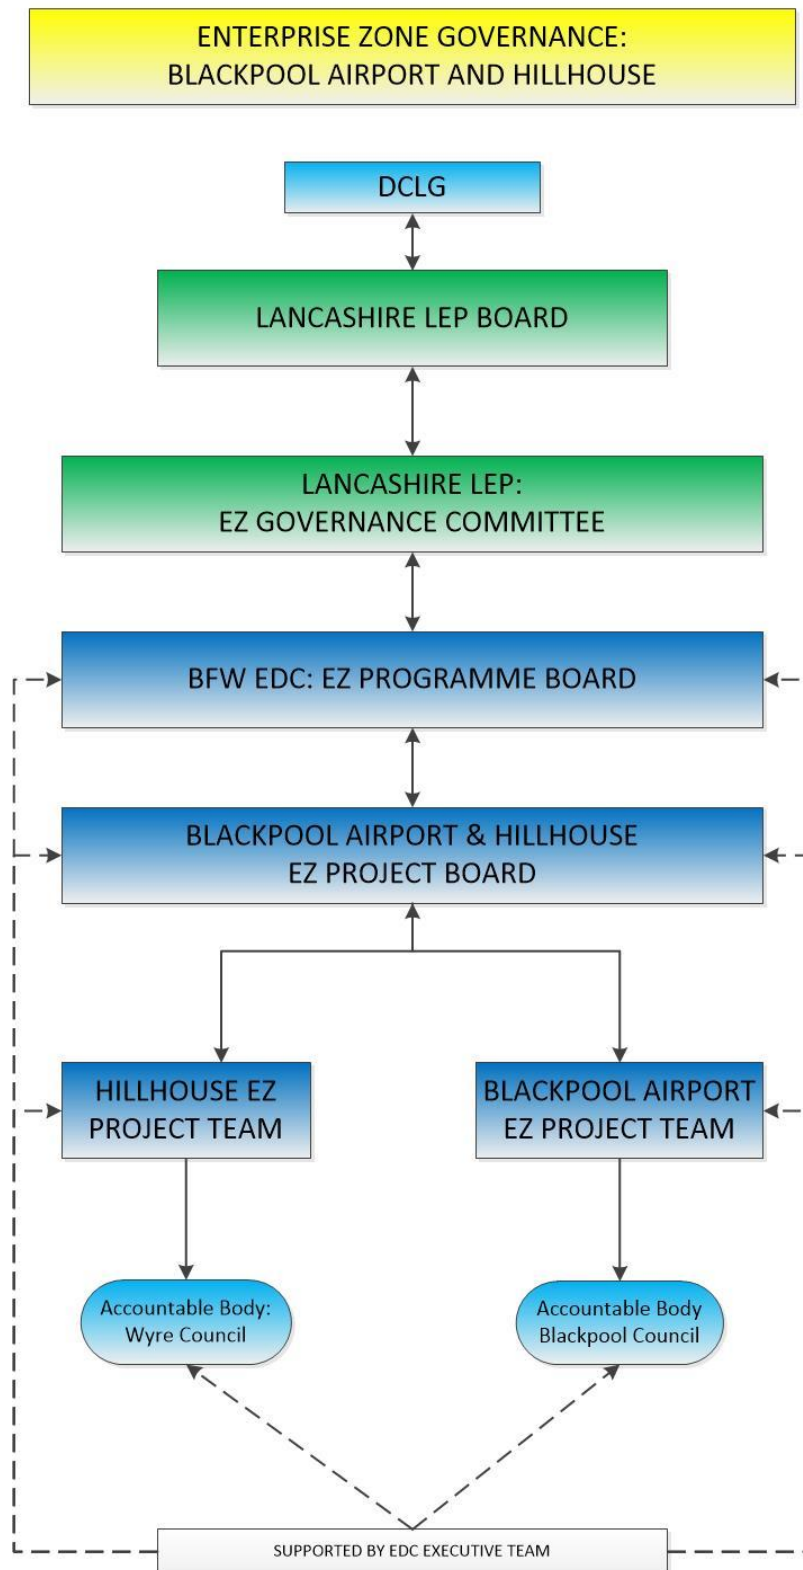 ENTERPRISE ZONE GOVERNANCE:
BLACKPOOL AIRPORT AND HILLHOUSE
DCLG
LANCASHIRE LEP BOARD
LANCASHIRE LEP:
EZ GOVERNANCE COMMITTEE
BFW EDC: EZ PROGRAMME BOARD
BLACKPOOL AIRPORT & HILLHOUSE
EZ PROJECT BOARD
HILLHOUSE EZ
PROJECT TEAM
BLACKPOOL AIRPORT
EZ PROJECT TEAM
Accountable Body:
Wyre Council
Accountable Body
Blackpool Council
SUPPORTED BY EDC EXECUTIVE TEAM